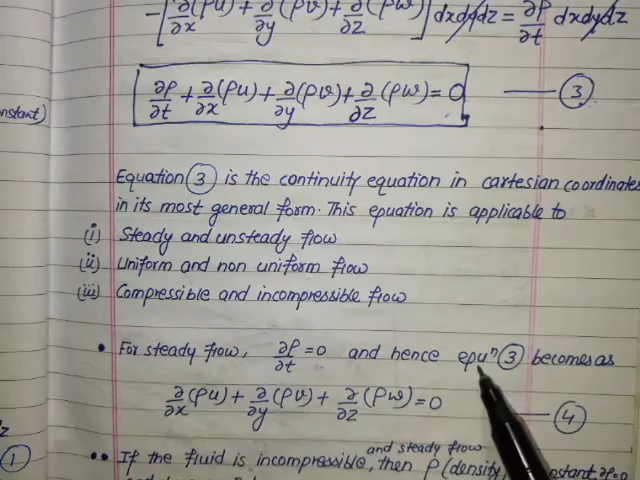 -[∂/∂x(ρu) + ∂/∂y(ρv) + ∂/∂z(ρw)] dxdydz = ∂ρ/∂t dxdydz
∂ρ/∂t + ∂/∂x(ρu) + ∂/∂y(ρv) + ∂/∂z(ρw) = 0 — ③
nstant)
Equation ③ is the continuity equation in cartesian coordinates
in its most general form. This epuation is applicable to
(i) Steady and unsteady flow
(ii) Uniform and non uniform flow
(iii) Compressible and incompressible flow
• For steady flow, ∂ρ/∂t = 0 and hence epuⁿ ③ becomes as
∂/∂x(ρu) + ∂/∂y(ρv) + ∂/∂z(ρw) = 0 — ④
z
①
and steady flow
•• If the fluid is incompressible, then ρ (density)